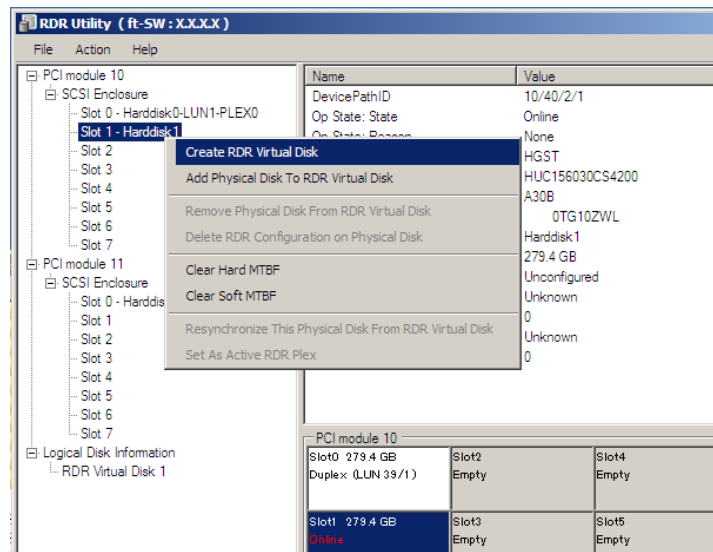 RDR Utility ( ft-SW : X.X.X.X )
File Action Help
PCI module 10
SCSI Enclosure
Slot 0 - Harddisk0-LUN1-PLEX0
Slot 1 - Harddisk1
Slot 2
Slot 3
Slot 4
Slot 5
Slot 6
Slot 7
PCI module 11
SCSI Enclosure
Slot 0 - Harddis
Slot 1
Slot 2
Slot 3
Slot 4
Slot 5
Slot 6
Slot 7
Logical Disk Information
RDR Virtual Disk 1
Create RDR Virtual Disk
Add Physical Disk To RDR Virtual Disk
Remove Physical Disk From RDR Virtual Disk
Delete RDR Configuration on Physical Disk
Clear Hard MTBF
Clear Soft MTBF
Resynchronize This Physical Disk From RDR Virtual Disk
Set As Active RDR Plex
Name Value
DevicePathID 10/40/2/1
Op State: State Online
Op State: Reason None
HGST
HUC156030CS4200
A30B
0TG10ZWL
Harddisk1
279.4 GB
Unconfigured
Unknown
0
Unknown
0
PCI module 10
Slot0 279.4 GB Slot2 Slot4
Duplex (LUN 39/1) Empty Empty
Slot1 279.4 GB Slot3 Slot5
Online Empty Empty